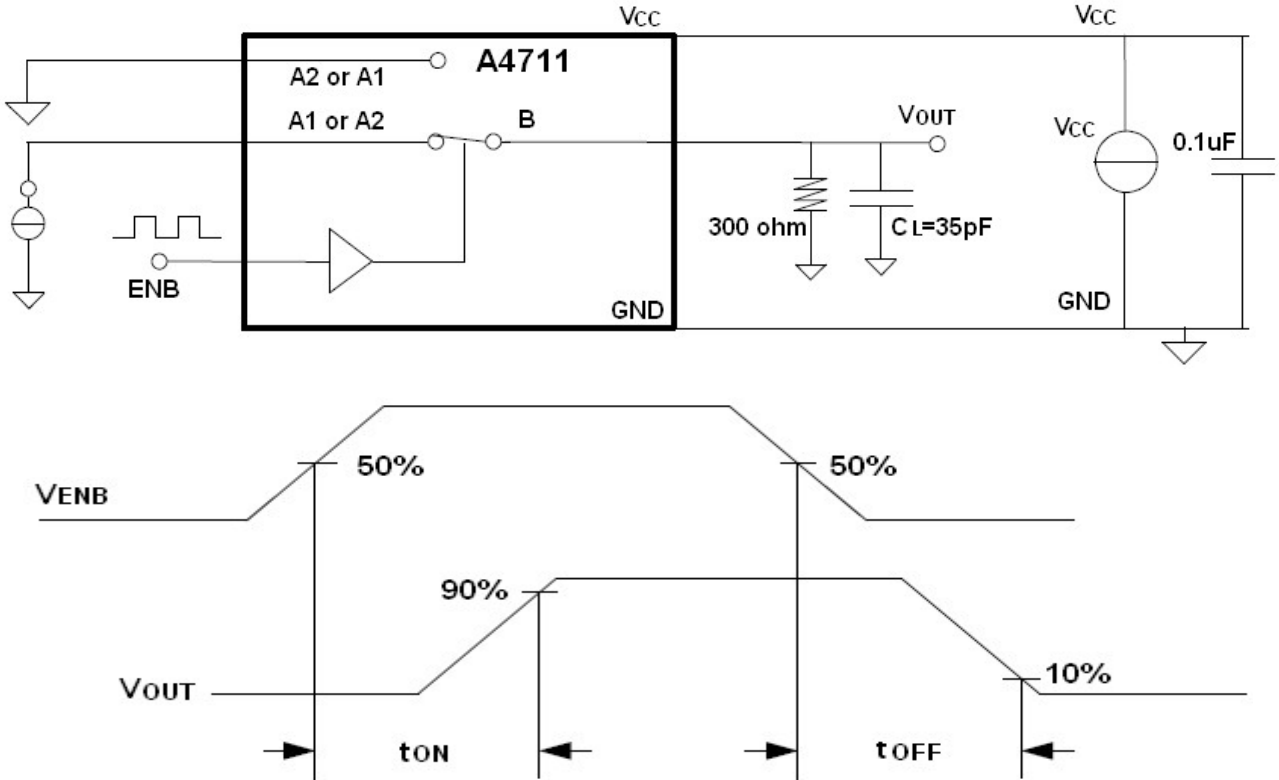 VCC
VCC
A2 or A1
A4711
A1 or A2
B
VOUT
VCC
0.1uF
300 ohm
CL=35pF
ENB
GND
GND
50%
50%
VENB
90%
VOUT
10%
tON
tOFF